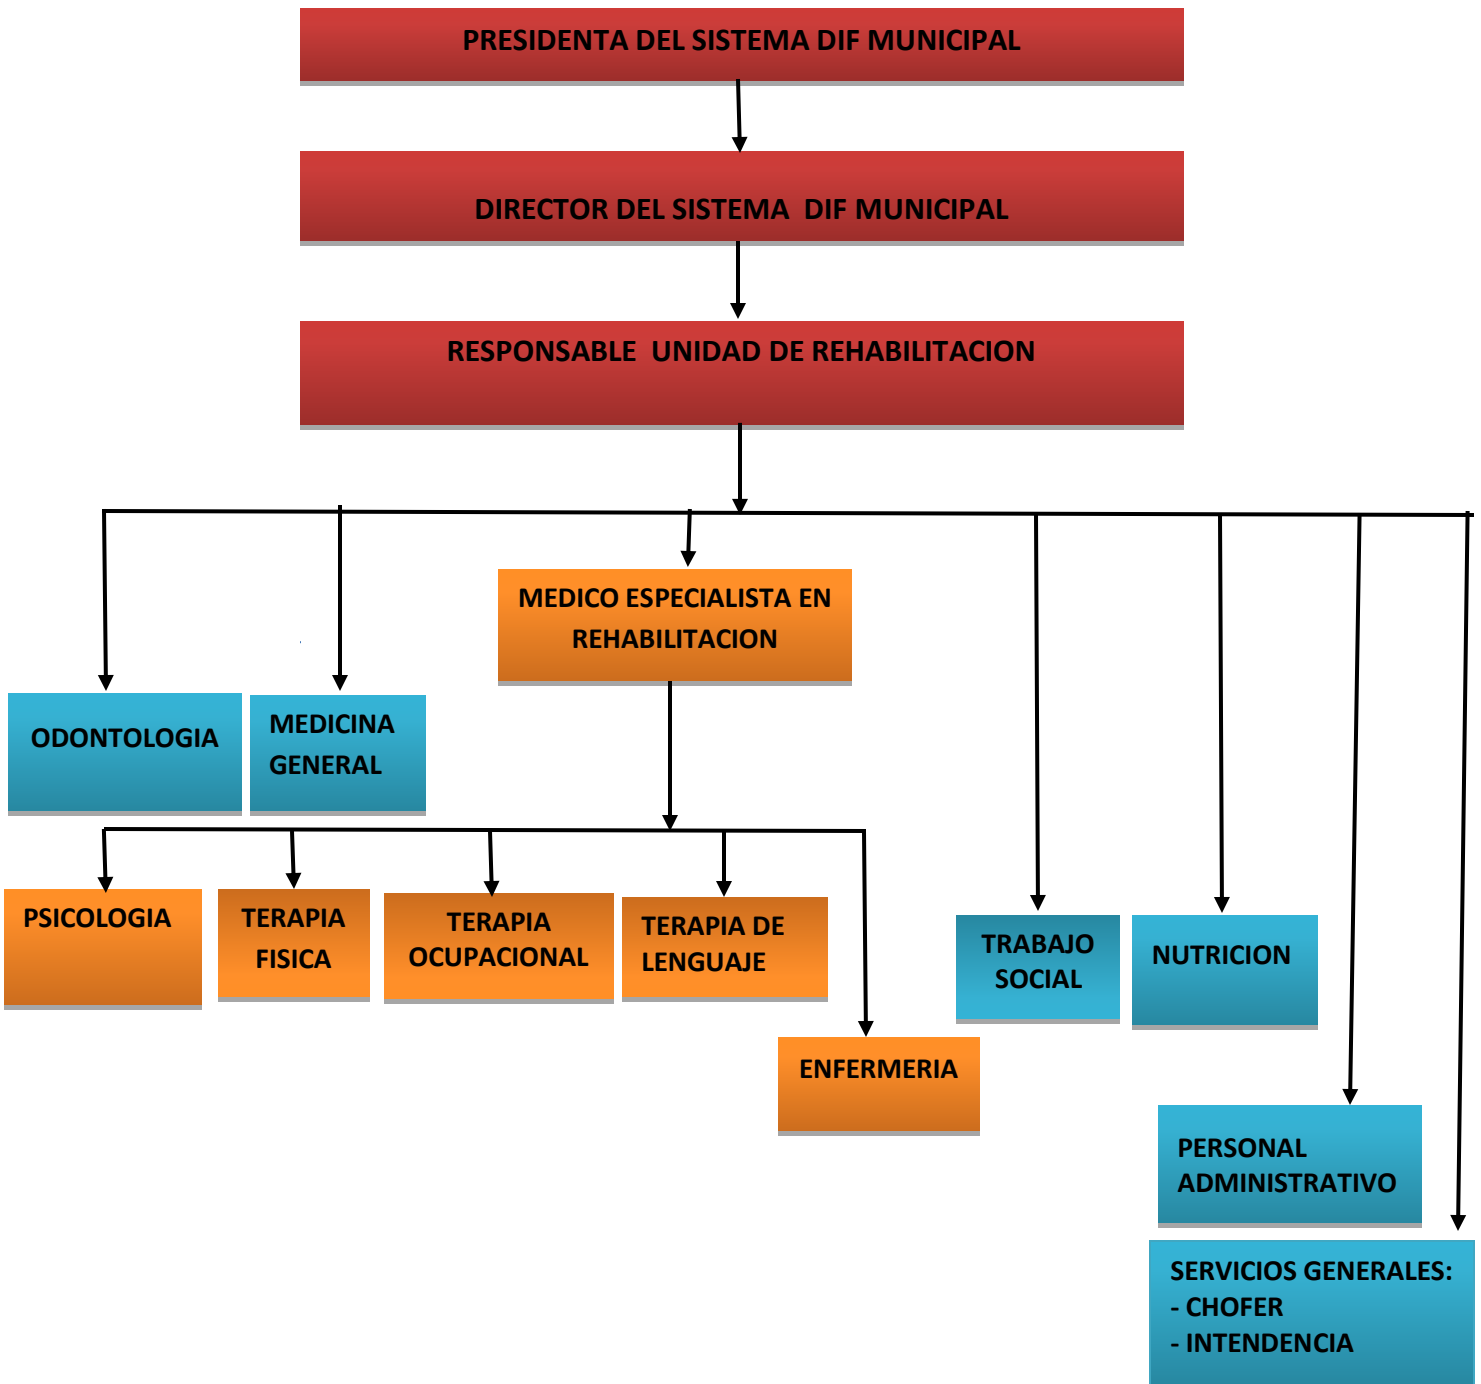 PRESIDENTA DEL SISTEMA DIF MUNICIPAL
DIRECTOR DEL SISTEMA  DIF MUNICIPAL
RESPONSABLE  UNIDAD DE REHABILITACION
MEDICO ESPECIALISTA EN
REHABILITACION
ODONTOLOGIA
MEDICINA
GENERAL
PSICOLOGIA
TERAPIA
FISICA
TERAPIA
OCUPACIONAL
TERAPIA DE
LENGUAJE
TRABAJO
SOCIAL
NUTRICION
ENFERMERIA
PERSONAL
ADMINISTRATIVO
SERVICIOS GENERALES:
- CHOFER
- INTENDENCIA